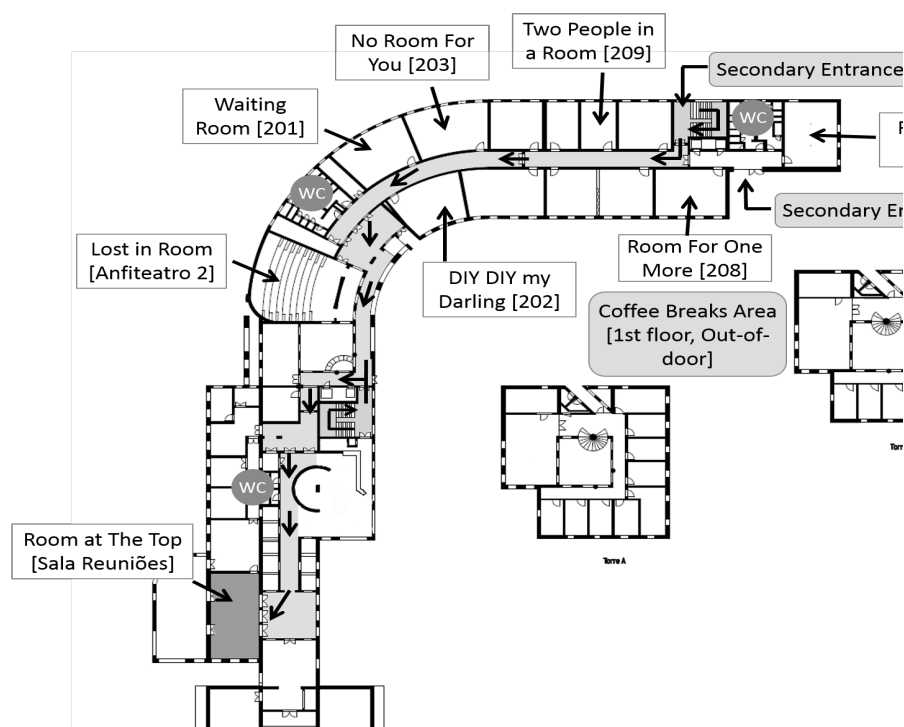 Two People in
a Room [209]
No Room For
You [203]
Secondary Entrance
Waiting
Room [201]
WC
WC
Secondary
Lost in Room
[Anfiteatro 2]
DIY DIY my
Darling [202]
Room For One
More [208]
Coffee Breaks Area
[1st floor, Out-of-
door]
WC
Room at The Top
[Sala Reuniões]
Torre A